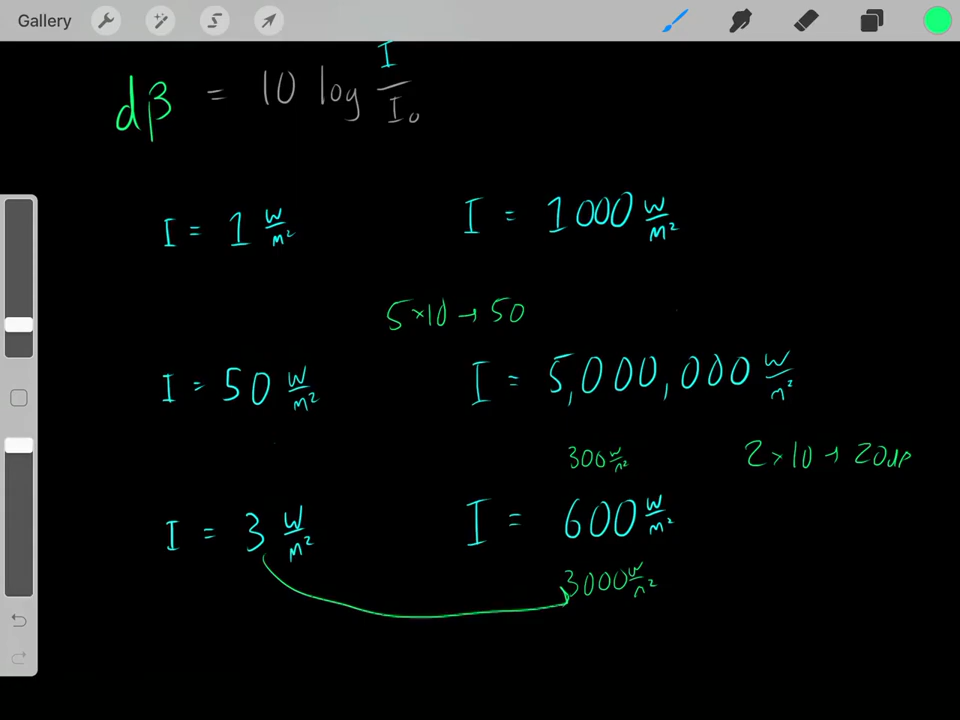 Gallery
dβ = 10 log I/I₀
I = 1 W/m² I = 1000 W/m²
5×10 → 50
I = 50 W/m² I = 5,000,000 W/m²
300 W/m² 2×10 → 20dβ
I = 3 W/m² I = 600 W/m²
3000 W/m²